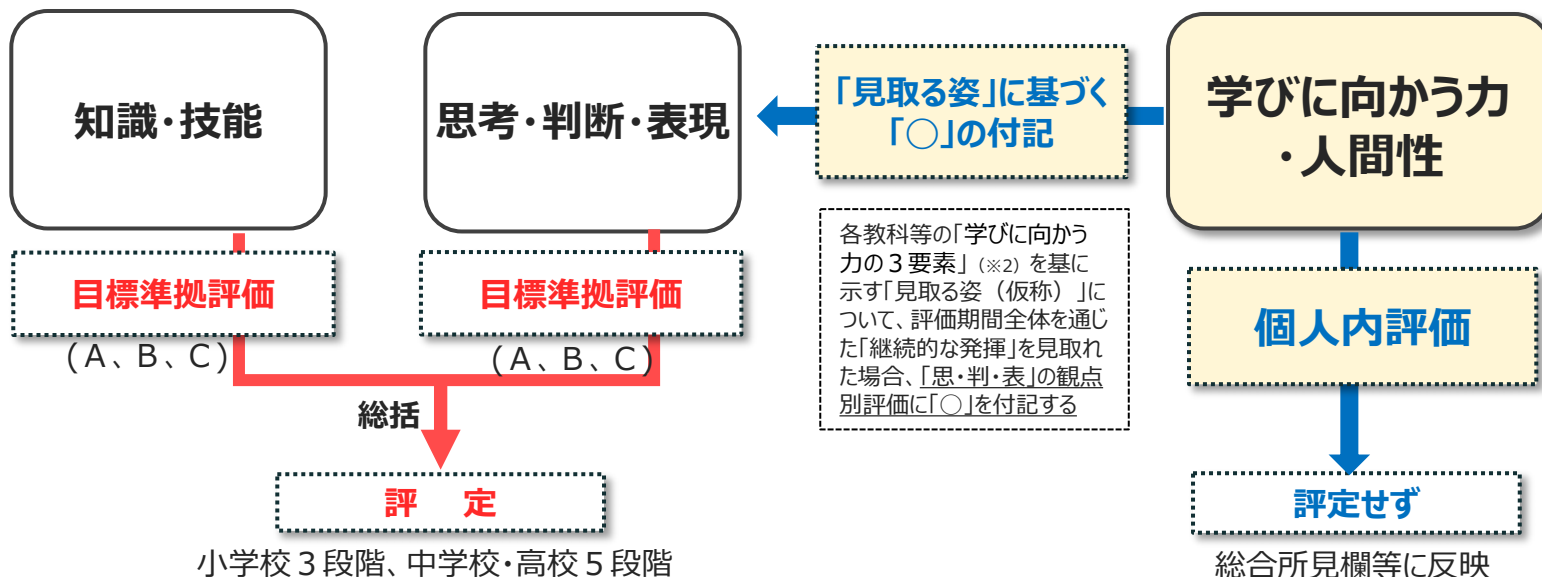 知識・技能
思考・判断・表現
「見取る姿」に基づく
「○」の付記
学びに向かう力
・人間性
各教科等の「学びに向かう
力の３要素」（※2）を基に
示す「見取る姿（仮称）」に
ついて、評価期間全体を通じ
た「継続的な発揮」を見取れ
た場合、「思・判・表」の観点
別評価に「○」を付記する
目標準拠評価
(Ａ、Ｂ、Ｃ)
目標準拠評価
(Ａ、Ｂ、Ｃ)
個人内評価
総括
評　定
小学校３段階、中学校・高校５段階
評定せず
総合所見欄等に反映